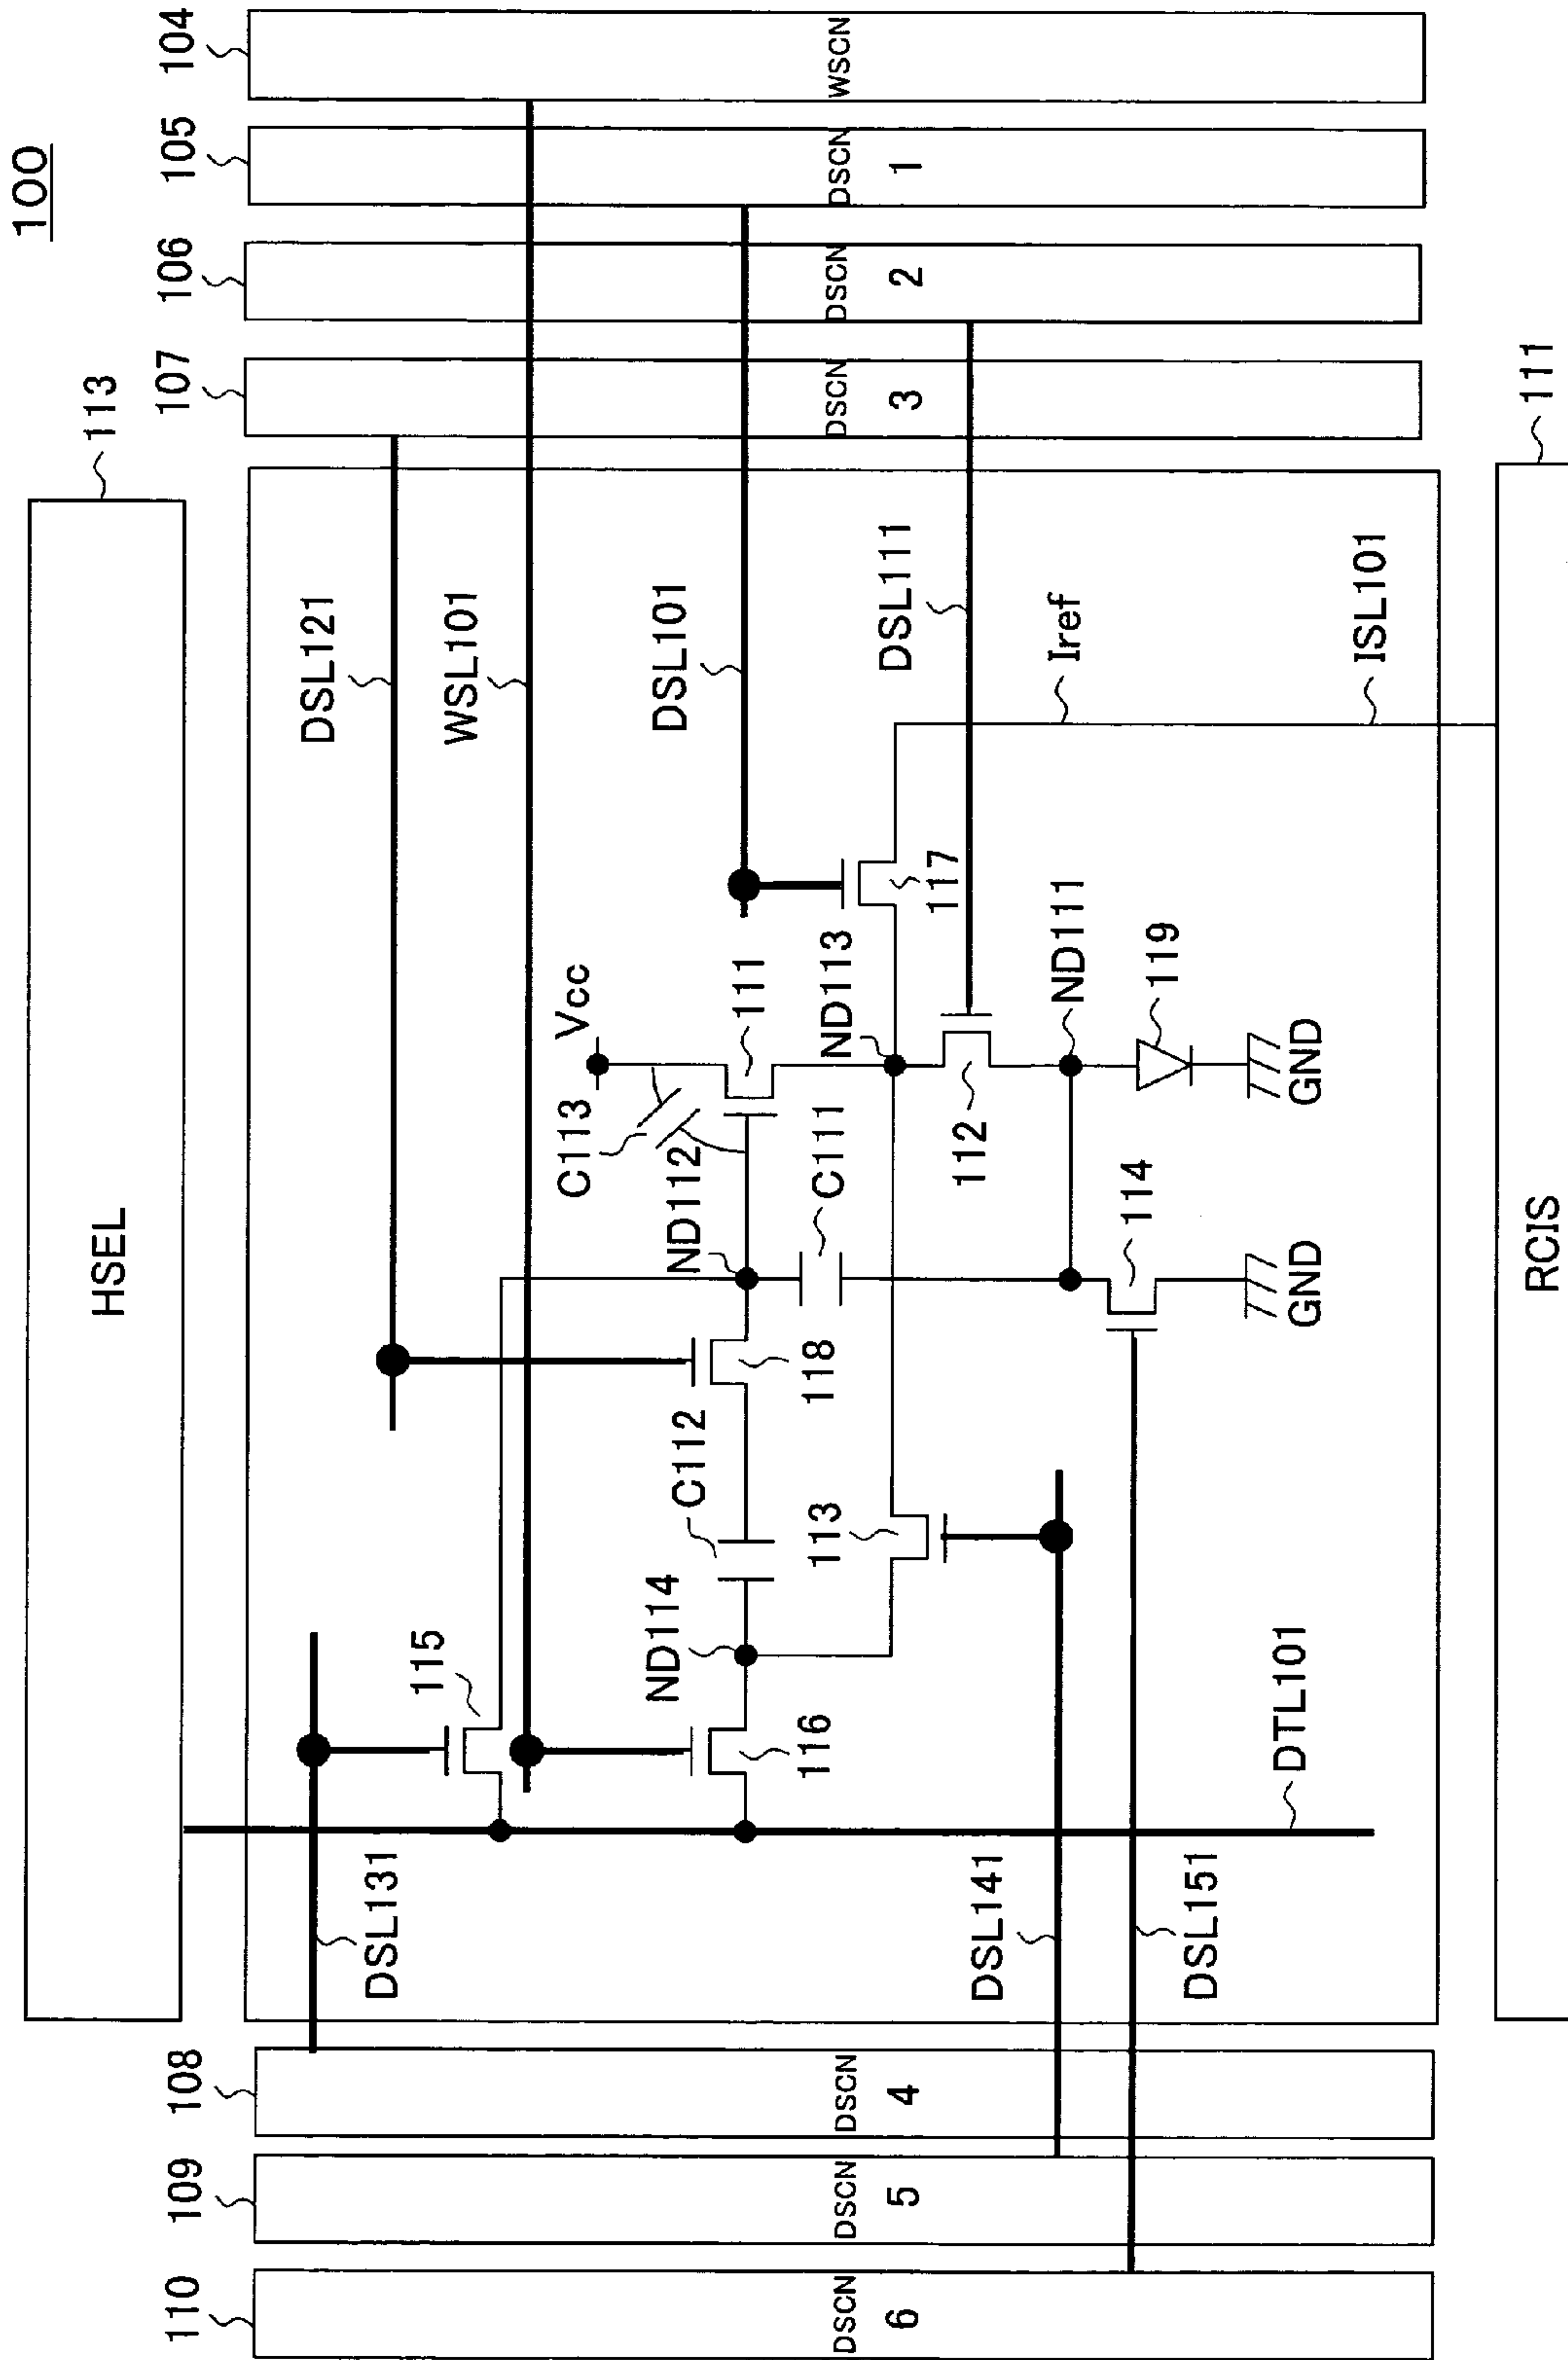 100
113
HSEL
110
109
108
107
106
105
104
DSCN
6
DSCN
5
DSCN
4
DSCN
3
DSCN
2
DSCN
1
WSCN
DSL131
DSL121
115
WSL101
C113
Vcc
DSL101
ND114
C112
ND112
111
116
113
118
C111
ND113
117
DSL111
DSL141
112
ND111
Iref
114
119
DSL151
DTL101
GND
GND
ISL101
111
RCIS